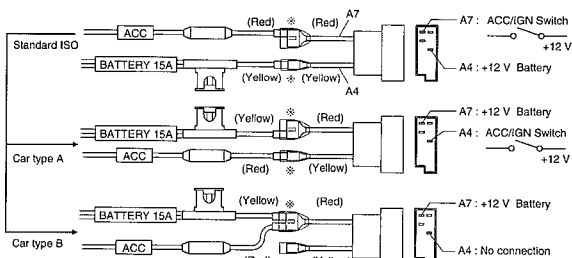 (Red) ※ (Red) A7
ACC
Standard ISO
BATTERY 15A
(Yellow) ※ (Yellow) A4
A7 : ACC/IGN Switch
+12 V
A4 : +12 V Battery
(Yellow) ※ (Red)
BATTERY 15A
Car type A
ACC
(Red) ※ (Yellow)
A7 : +12 V Battery
A4 : ACC/IGN Switch
+12 V
(Yellow) ※ (Red)
BATTERY 15A
Car type B
ACC
A7 : +12 V Battery
A4 : No connection